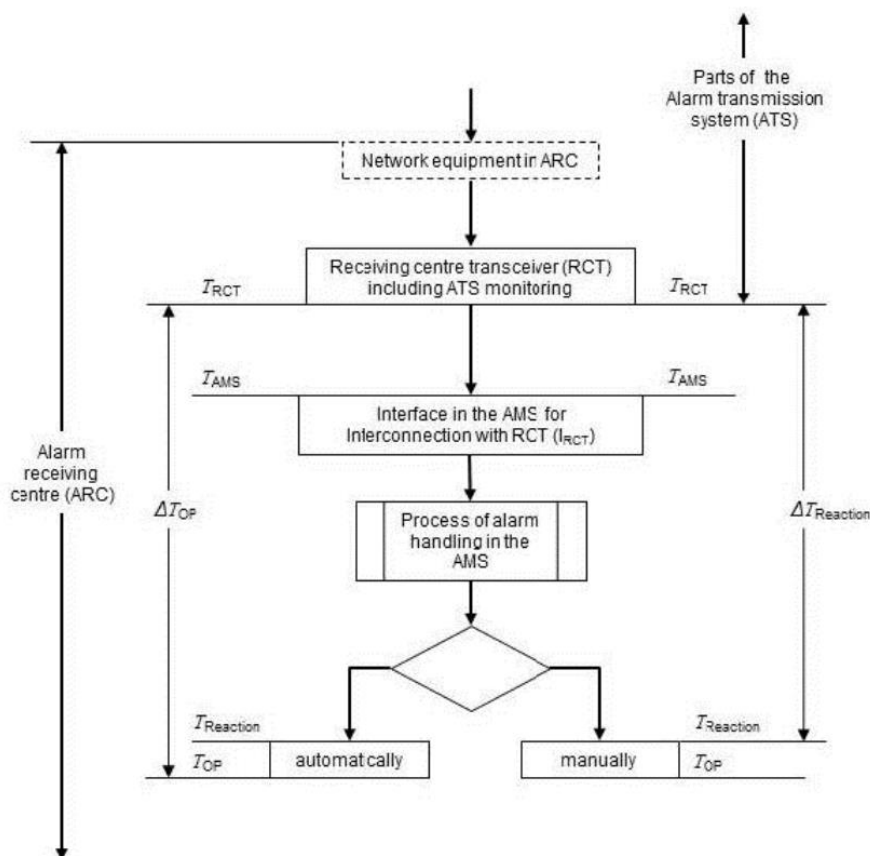 Parts of the
Alarm transmission
system (ATS)
Network equipment in ARC
Receiving centre transceiver (RCT)
including ATS monitoring
TRCT
TRCT
TAMS
TAMS
Interface in the AMS for
Interconnection with RCT (IRCT)
Alarm
receiving
centre (ARC)
ΔTOP
Process of alarm
handling in the
AMS
ΔTReaction
TReaction
TReaction
TOP
automatically
manually
TOP